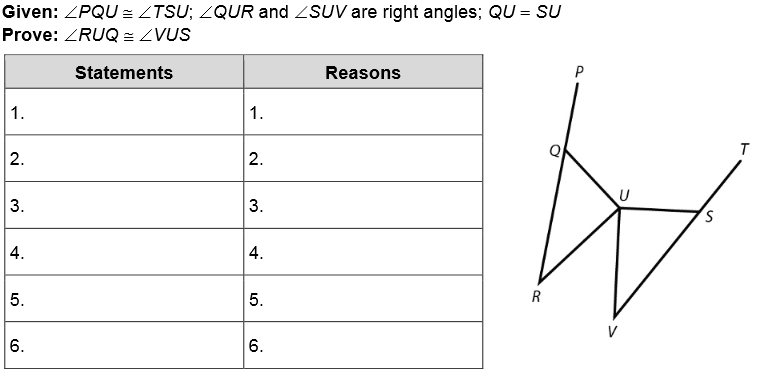 Given: ∠PQU ≅ ∠TSU; ∠QUR and ∠SUV are right angles; QU = SU
Prove: ∠RUQ ≅ ∠VUS
Statements Reasons
1. 1.
2. 2.
3. 3.
4. 4.
5. 5.
6. 6.
P
Q
T
U
S
R
V